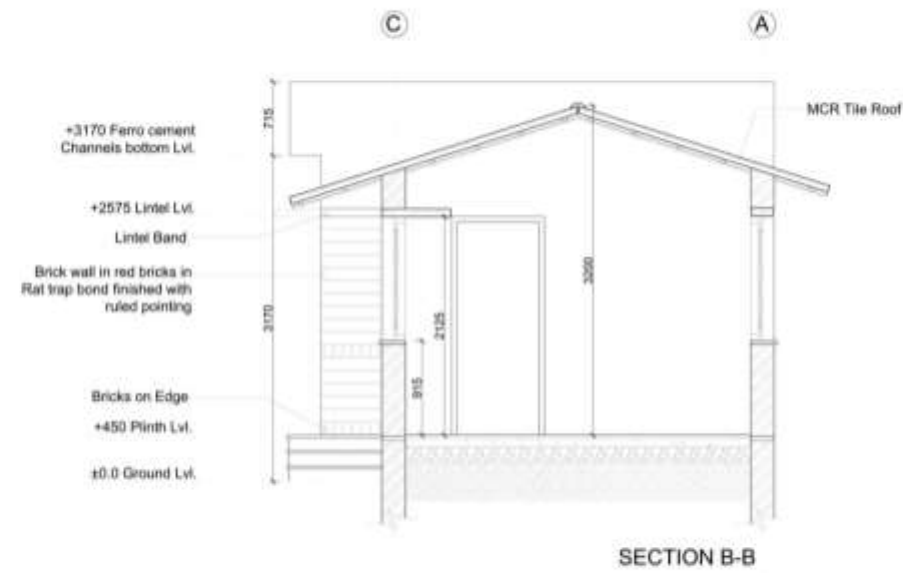 C
A
715
MCR Tile Roof
+3170 Ferro cement
Channels bottom Lvl.
+2575 Lintel Lvl.
Lintel Band
Brick wall in red bricks in
Rat trap bond finished with
ruled pointing
3170
2125
3200
915
Bricks on Edge
+450 Plinth Lvl.
±0.0 Ground Lvl.
SECTION B-B